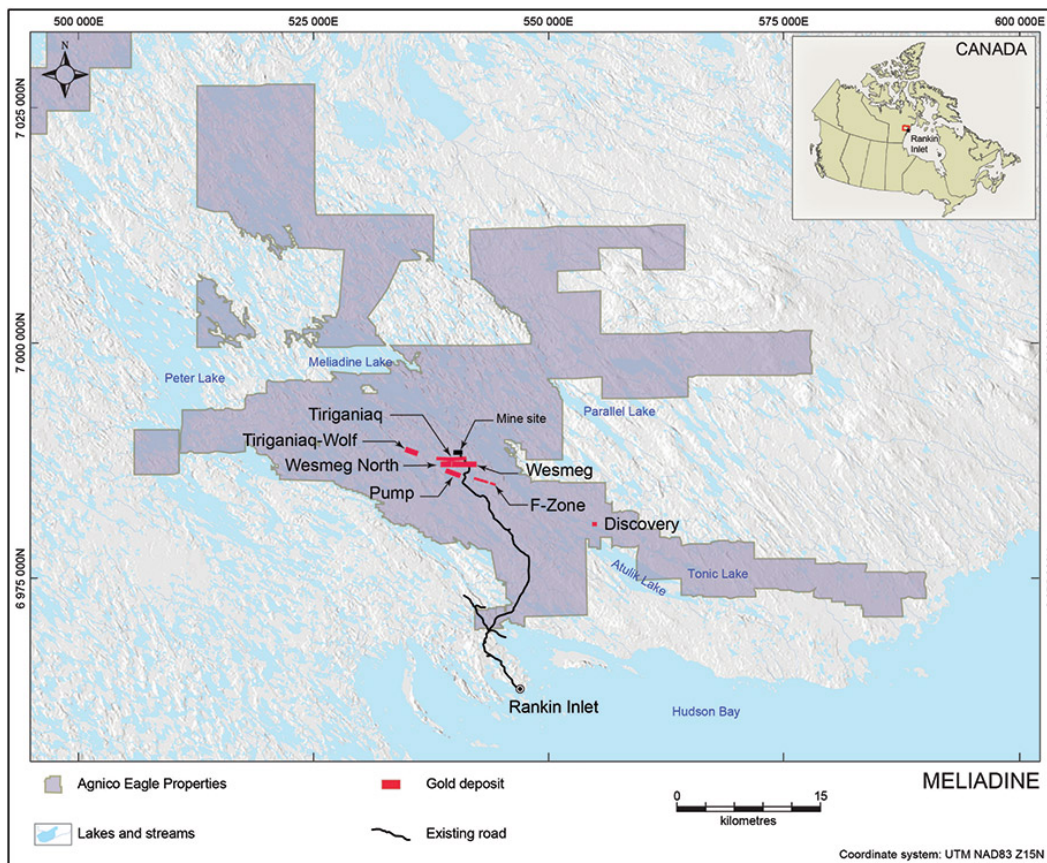 500 000E
525 000E
550 000E
575 000E
600 000E
N
CANADA
Rankin
Inlet
7 025 000N
7 000 000N
6 975 000N
Meliadine Lake
Peter Lake
Parallel Lake
Tiriganiaq
Mine site
Tiriganiaq-Wolf
Wesmeg North
Wesmeg
Pump
F-Zone
Discovery
Atulik Lake
Tonic Lake
Rankin Inlet
Hudson Bay
Agnico Eagle Properties
Gold deposit
MELIADINE
Lakes and streams
Existing road
0
15
kilometres
Coordinate system: UTM NAD83 Z15N